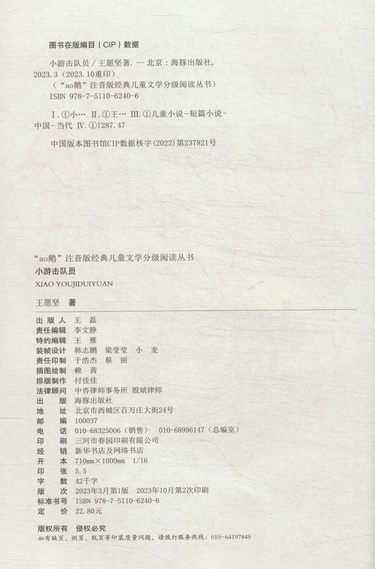 图书在版编目（CIP）数据
小游击队员 / 王愿坚著. — 北京：海豚出版社，
2023.3（2023.10重印）
（“ao鹅”注音版经典儿童文学分级阅读丛书）
ISBN 978-7-5110-6240-6
Ⅰ. ①小… Ⅱ. ①王… Ⅲ. ①儿童小说-短篇小说-
中国-当代 Ⅳ. ①I287.47
中国版本图书馆CIP数据核字(2022)第237821号
“ao鹅”注音版经典儿童文学分级阅读丛书
小游击队员
XIAO YOUJIDUIYUAN
王愿坚 著
出 版 人 王 磊
责任编辑 李文静
特约编辑 王 雁
装帧设计 韩志鹏 梁莹莹 小 麦
责任印制 于浩杰 蔡 丽
插图绘制 赖 茜
排版制作 付佳佳
法律顾问 中咨律师事务所 殷斌律师
出 版 海豚出版社
地 址 北京市西城区百万庄大街24号
邮 编 100037
电 话 010-68325006（销售） 010-68996147（总编室）
印 刷 三河市春园印刷有限公司
经 销 新华书店及网络书店
开 本 710mm×1000mm 1/16
印 张 5.5
字 数 42千字
版 次 2023年3月第1版 2023年10月第2次印刷
标准书号 ISBN 978-7-5110-6240-6
定 价 22.80元
版权所有 侵权必究
如有缺页、倒页、脱页等印装质量问题，请拨打服务热线：010-64197845